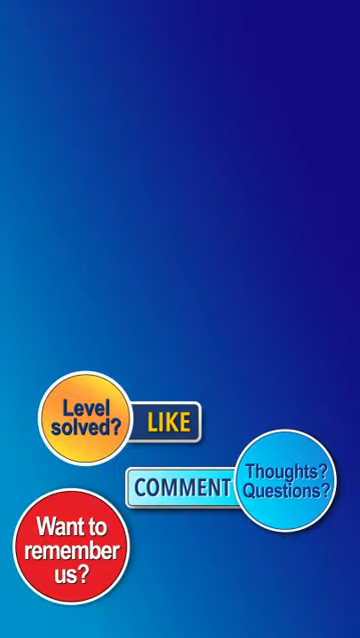 Level
solved?
LIKE
Thoughts?
Questions?
COMMENT
Want to
remember
us?